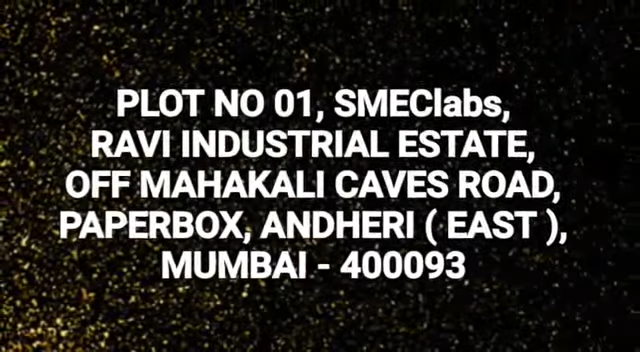 PLOT NO 01, SMEClabs,
RAVI INDUSTRIAL ESTATE,
OFF MAHAKALI CAVES ROAD,
PAPERBOX, ANDHERI ( EAST ),
MUMBAI - 400093